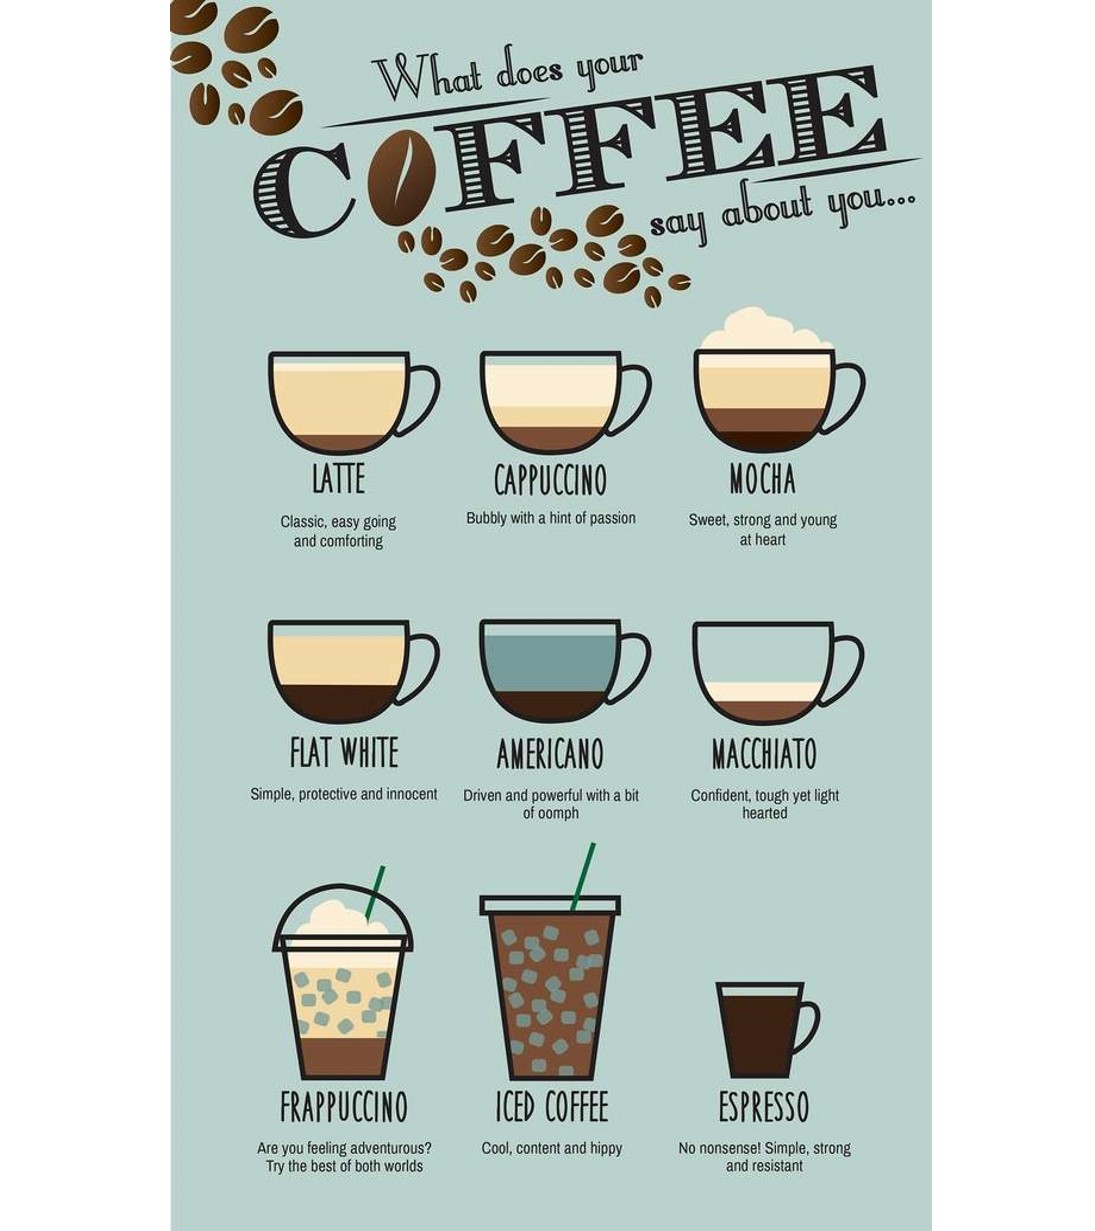 What does your
COFFEE
say about you...
LATTE
Classic, easy going
and comforting
CAPPUCCINO
Bubbly with a hint of passion
MOCHA
Sweet, strong and young
at heart
FLAT WHITE
Simple, protective and innocent
AMERICANO
Driven and powerful with a bit
of oomph
MACCHIATO
Confident, tough yet light
hearted
FRAPPUCCINO
Are you feeling adventurous?
Try the best of both worlds
ICED COFFEE
Cool, content and hippy
ESPRESSO
No nonsense! Simple, strong
and resistant